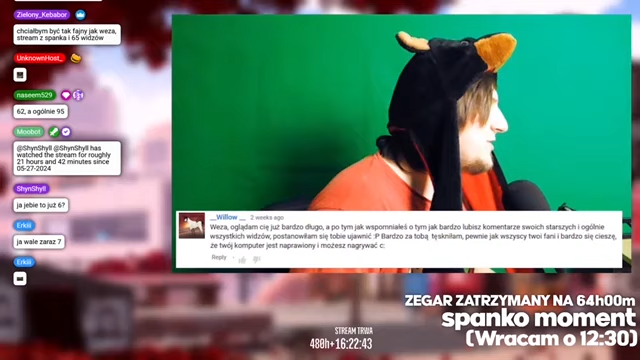 Zielony_Kebabor
chciałbym być tak fajny jak weza,
stream z spanka i 65 widzów
UnknownHost_
naseem529
62, a ogólnie 95
Moobot
@ShynShyll @ShynShyll has
watched the stream for roughly
21 hours and 42 minutes since
05-27-2024
ShynShyll
ja jebie to już 6?
Erkiil
ja wale zaraz 7
Erkiil
__Willow__ 2 weeks ago
Weza, oglądam cię już bardzo długo, a po tym jak wspomniałeś o tym jak bardzo lubisz komentarze swoich starszych i ogólnie
wszystkich widzów, postanowiłam się tobie ujawnić :P Bardzo za tobą tęskniłam, pewnie jak wszyscy twoi fani i bardzo się cieszę,
że twój komputer jest naprawiony i możesz nagrywać c:
Reply
ZEGAR ZATRZYMANY NA 64h00m
spanko moment
(Wracam o 12:30)
STREAM TRWA
480h+16:22:43